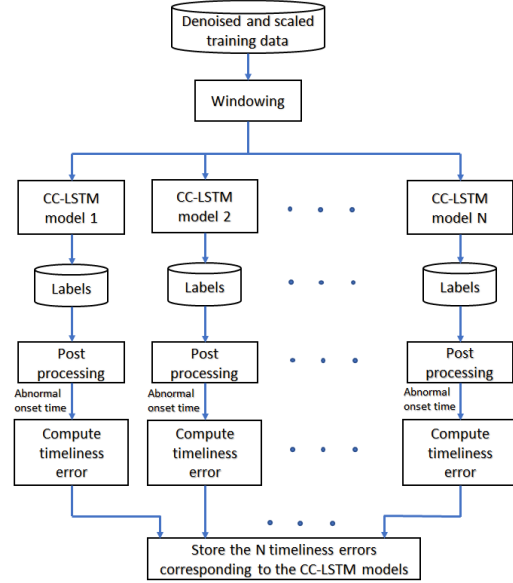 Denoised and scaled
training data
Windowing
CC-LSTM
model 1
CC-LSTM
model 2
CC-LSTM
model N
Labels
Labels
Labels
Post
processing
Post
processing
Post
processing
Abnormal
onset time
Abnormal
onset time
Abnormal
onset time
Compute
timeliness
error
Compute
timeliness
error
Compute
timeliness
error
Store the N timeliness errors
corresponding to the CC-LSTM models